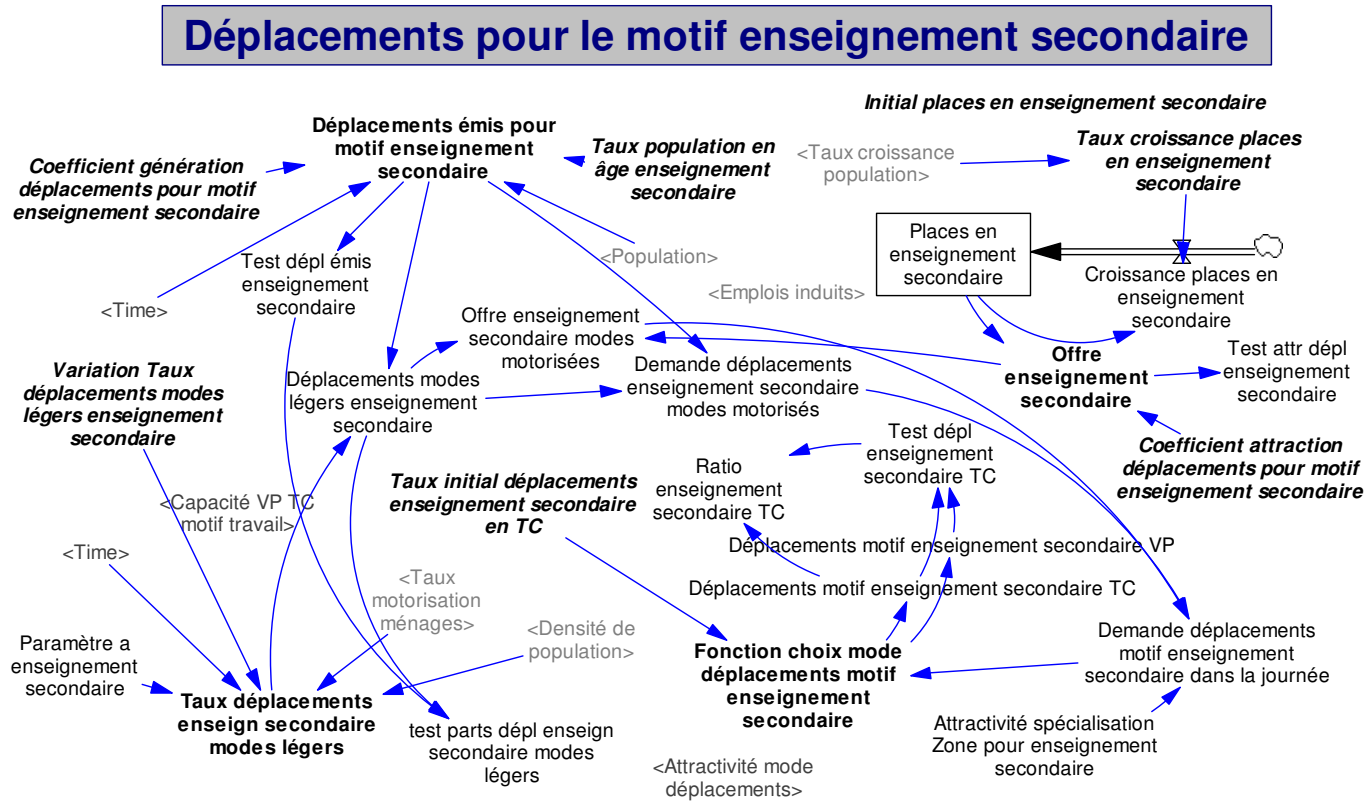 Déplacements pour le motif enseignement secondaire
Initial places en enseignement secondaire
Déplacements émis pour
motif enseignement
secondaire
Coefficient génération
déplacements pour motif
enseignement secondaire
Taux population en
âge enseignement
secondaire
<Taux croissance
population>
Taux croissance places
en enseignement
secondaire
Places en
enseignement
secondaire
Test dépl émis
enseignement
secondaire
<Population>
<Time>
<Emplois induits>
Croissance places en
enseignement
secondaire
Offre enseignement
secondaire modes
motorisées
Variation Taux
déplacements modes
légers enseignement
secondaire
Déplacements modes
légers enseignement
secondaire
Demande déplacements
enseignement secondaire
modes motorisés
Offre
enseignement
secondaire
Test attr dépl
enseignement
secondaire
Coefficient attraction
déplacements pour motif
enseignement secondaire
Test dépl
enseignement
secondaire TC
Ratio
enseignement
secondaire TC
Taux initial déplacements
enseignement secondaire
en TC
<Capacité VP TC
motif travail>
<Time>
Déplacements motif enseignement secondaire VP
Déplacements motif enseignement secondaire TC
<Taux
motorisation
ménages>
<Densité de
population>
Paramètre a
enseignement
secondaire
Taux déplacements
enseign secondaire
modes légers
test parts dépl enseign
secondaire modes
légers
Fonction choix mode
déplacements motif
enseignement
secondaire
Demande déplacements
motif enseignement
secondaire dans la journée
Attractivité spécialisation
Zone pour enseignement
secondaire
<Attractivité mode
déplacements>